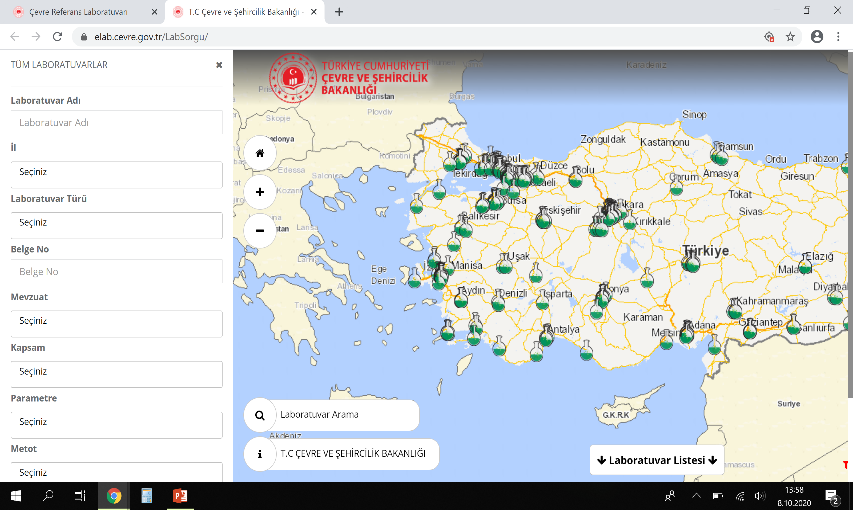 Çevre Referans Laboratuvarı
T.C Çevre ve Şehircilik Bakanlığı -
elab.cevre.gov.tr/LabSorgu/
TÜM LABORATUVARLAR
Laboratuvar Adı
Laboratuvar Adı
İl
Seçiniz
Laboratuvar Türü
Seçiniz
Belge No
Belge No
Mevzuat
Seçiniz
Kapsam
Seçiniz
Parametre
Seçiniz
Metot
Seçiniz
TÜRKİYE CUMHURİYETİ
ÇEVRE VE ŞEHİRCİLİK
BAKANLIĞI
Karadeniz
Bulgaristan
Plovdiv
Skopje
Komotini
Edessa
Kozani
Ege
Denizi
Sinop
Zonguldak
Kastamonu
Samsun
Ordu
Trabzon
Giresun
Düzce
Bolu
Çorum
Amasya
Tokat
Sivas
Tekirdağ
Bursa
Balıkesir
Eskişehir
Kırıkkale
Türkiye
Elazığ
Manisa
Uşak
Aydın
Denizli
Isparta
Konya
Karaman
Kahramanmaraş
Mersin
Adana
Gaziantep
Şanlıurfa
Antalya
G.K.R.K
Suriye
Akdeniz
Laboratuvar Arama
T.C ÇEVRE VE ŞEHİRCİLİK BAKANLIĞI
Laboratuvar Listesi
13:58
8.10.2020
2